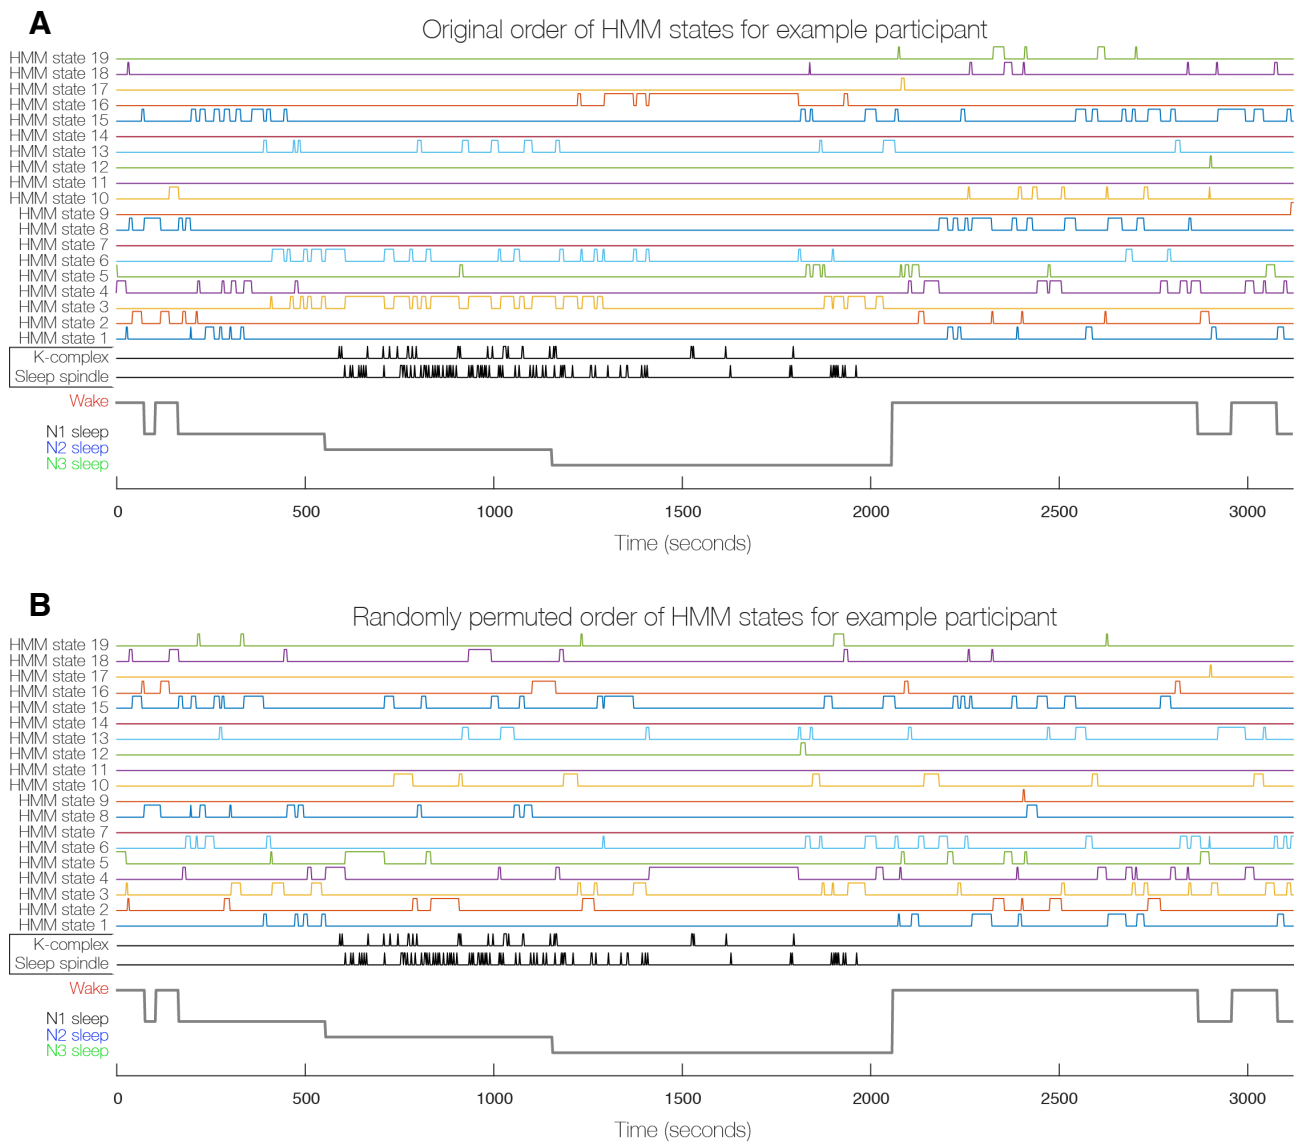 A
Original order of HMM states for example participant
HMM state 19
HMM state 18
HMM state 17
HMM state 16
HMM state 15
HMM state 14
HMM state 13
HMM state 12
HMM state 11
HMM state 10
HMM state 9
HMM state 8
HMM state 7
HMM state 6
HMM state 5
HMM state 4
HMM state 3
HMM state 2
HMM state 1
K-complex
Sleep spindle
Wake
N1 sleep
N2 sleep
N3 sleep
0 500 1000 1500 2000 2500 3000
Time (seconds)
B
Randomly permuted order of HMM states for example participant
HMM state 19
HMM state 18
HMM state 17
HMM state 16
HMM state 15
HMM state 14
HMM state 13
HMM state 12
HMM state 11
HMM state 10
HMM state 9
HMM state 8
HMM state 7
HMM state 6
HMM state 5
HMM state 4
HMM state 3
HMM state 2
HMM state 1
K-complex
Sleep spindle
Wake
N1 sleep
N2 sleep
N3 sleep
0 500 1000 1500 2000 2500 3000
Time (seconds)